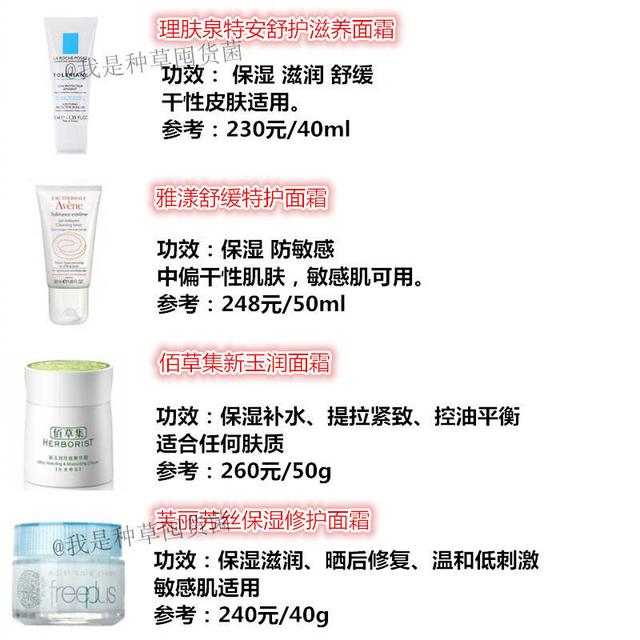 理肤泉特安舒护滋养面霜
LA ROCHE-POSAY
@我是种草囤货菌
TOLERIANE
功效： 保湿 滋润 舒缓
干性皮肤适用。
参考：230元/40ml
雅漾舒缓特护面霜
EAU THERMALE
Avène
Tolérance extrême
Cleansing lotion
功效：保湿 防敏感
中偏干性肌肤，敏感肌可用。
参考：248元/50ml
佰草集新玉润面霜
佰草集
HERBORIST
功效：保湿补水、提拉紧致、控油平衡
适合任何肤质
参考：260元/50g
芙丽芳丝保湿修护面霜
@我是种草囤货菌
moist care cream
freeplus
功效：保湿滋润、晒后修复、温和低刺激
敏感肌适用
参考：240元/40g